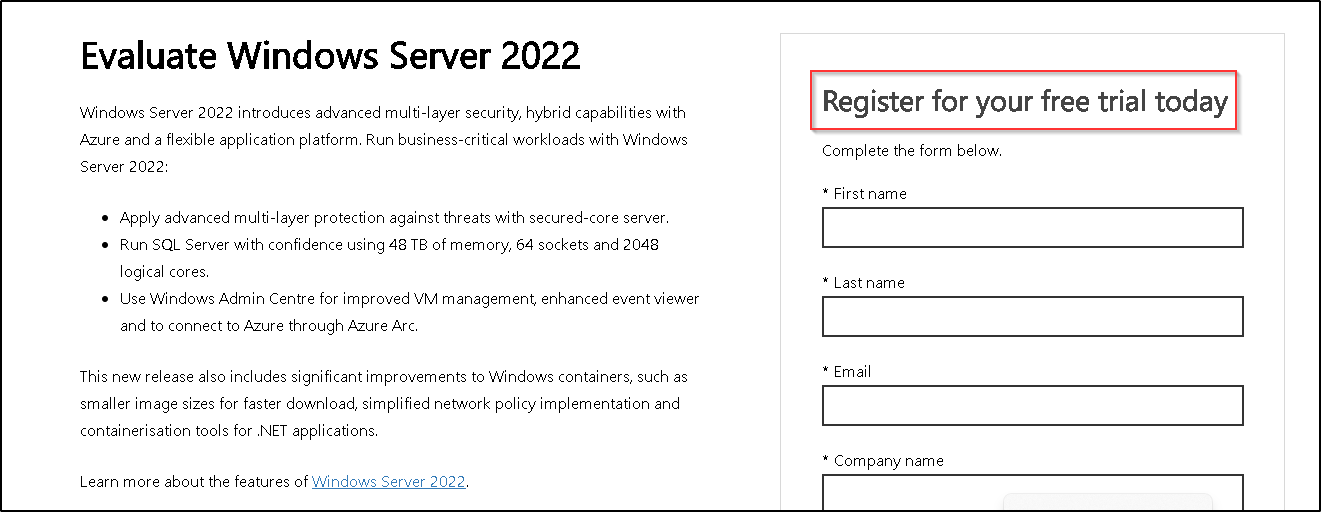 Evaluate Windows Server 2022
Windows Server 2022 introduces advanced multi-layer security, hybrid capabilities with
Azure and a flexible application platform. Run business-critical workloads with Windows
Server 2022:
• Apply advanced multi-layer protection against threats with secured-core server.
• Run SQL Server with confidence using 48 TB of memory, 64 sockets and 2048
logical cores.
• Use Windows Admin Centre for improved VM management, enhanced event viewer
and to connect to Azure through Azure Arc.
This new release also includes significant improvements to Windows containers, such as
smaller image sizes for faster download, simplified network policy implementation and
containerisation tools for .NET applications.
Learn more about the features of Windows Server 2022.
Register for your free trial today
Complete the form below.
* First name
* Last name
* Email
* Company name